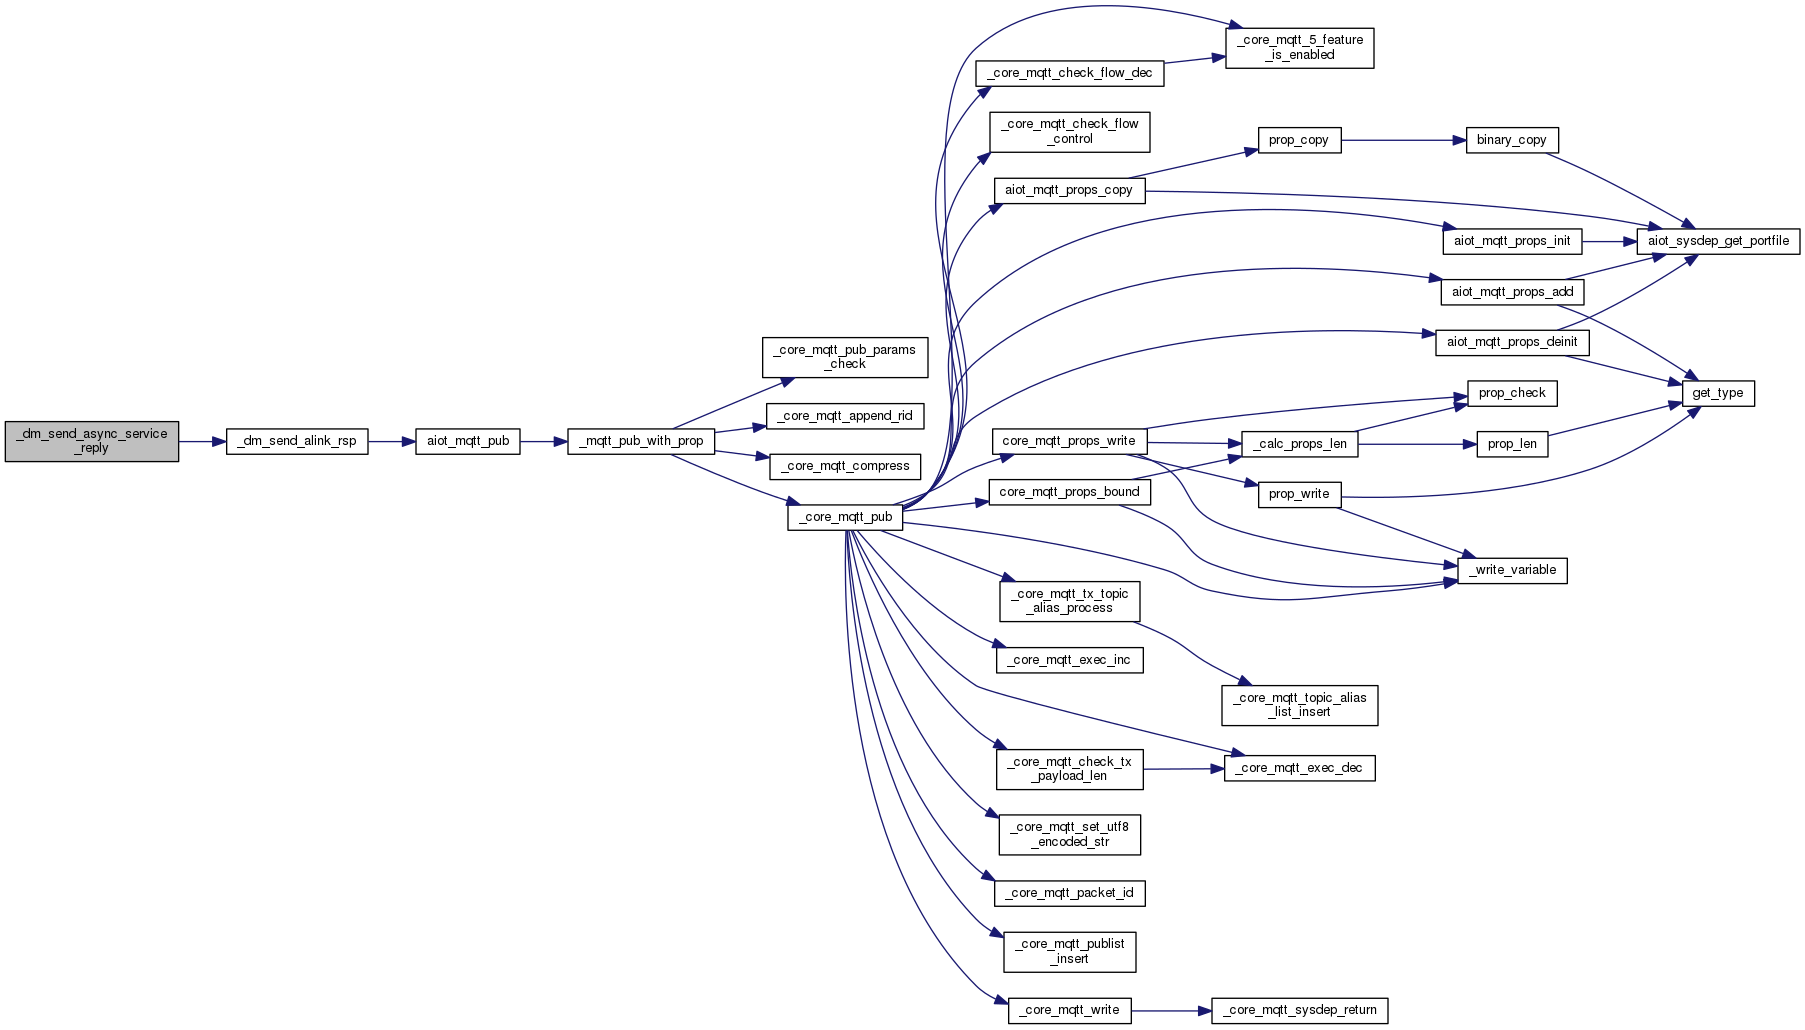 _dm_send_async_service
_reply
_dm_send_alink_rsp
aiot_mqtt_pub
_mqtt_pub_with_prop
_core_mqtt_pub_params
_check
_core_mqtt_append_rid
_core_mqtt_compress
_core_mqtt_pub
_core_mqtt_5_feature
_is_enabled
_core_mqtt_check_flow_dec
_core_mqtt_check_flow
_control
aiot_mqtt_props_copy
prop_copy
binary_copy
aiot_mqtt_props_init
aiot_sysdep_get_portfile
aiot_mqtt_props_add
aiot_mqtt_props_deinit
get_type
prop_check
core_mqtt_props_write
_calc_props_len
prop_len
core_mqtt_props_bound
prop_write
_write_variable
_core_mqtt_tx_topic
_alias_process
_core_mqtt_exec_inc
_core_mqtt_topic_alias
_list_insert
_core_mqtt_check_tx
_payload_len
_core_mqtt_exec_dec
_core_mqtt_set_utf8
_encoded_str
_core_mqtt_packet_id
_core_mqtt_publist
_insert
_core_mqtt_write
_core_mqtt_sysdep_return